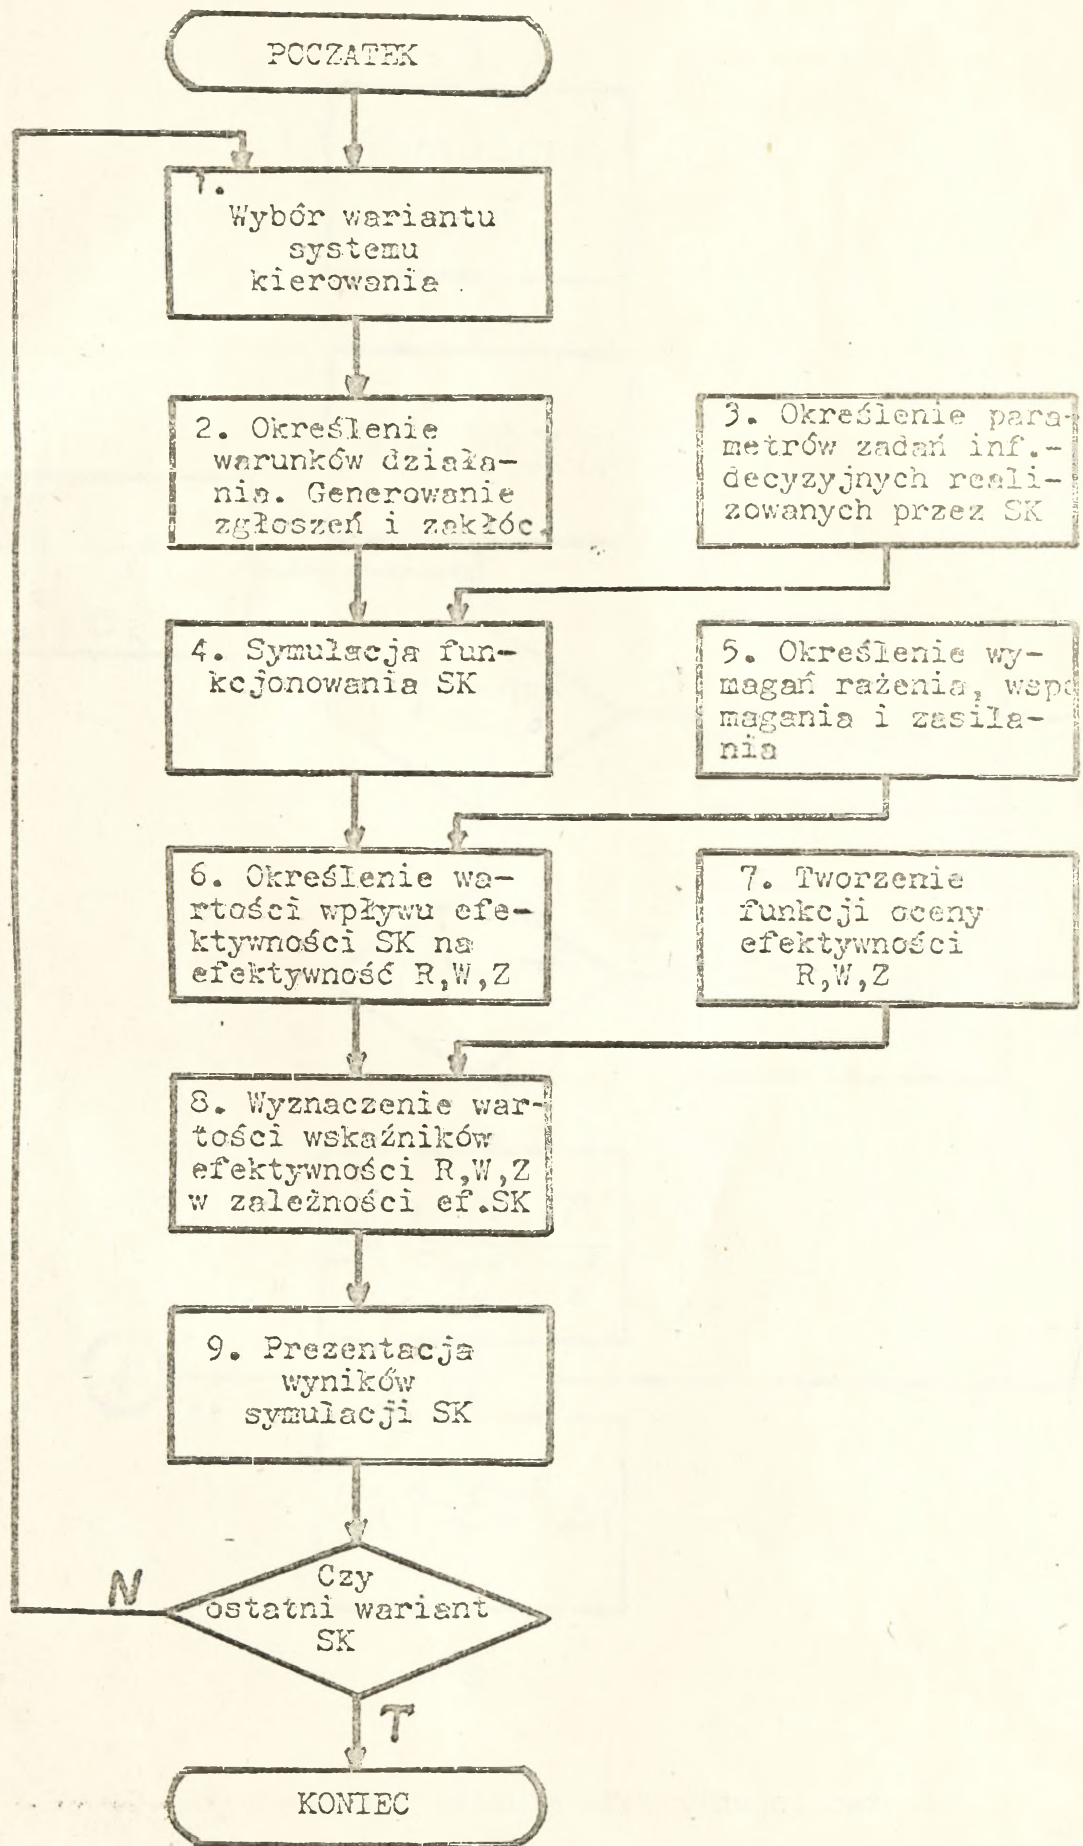 POCZATEK
1.
Wybór wariantu
systemu
kierowania
2. Określenie
warunków działa-
nia. Generowanie
zgłoszeń i zakłóc.
3. Określenie para-
metrów zadań inf.-
decyzyjnych reali-
zowanych przez SK
4. Symulacja fun-
kcjonowania SK
5. Określenie wy-
magań rażenia, wspo
magania i zasila-
nia
6. Określenie wa-
rtości wpływu efe-
ktywności SK na
efektywność R,W,Z
7. Tworzenie
funkcji oceny
efektywności
R,W,Z
8. Wyznaczenie war-
tości wskaźników
efektywności R,W,Z
w zależności ef.SK
9. Prezentacja
wyników
symulacji SK
Czy
ostatni wariant
SK
N
T
KONIEC